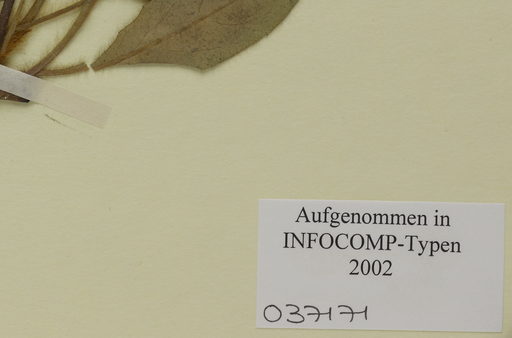 Aufgenommen in
INFOCOMP-Typen
2002
037171